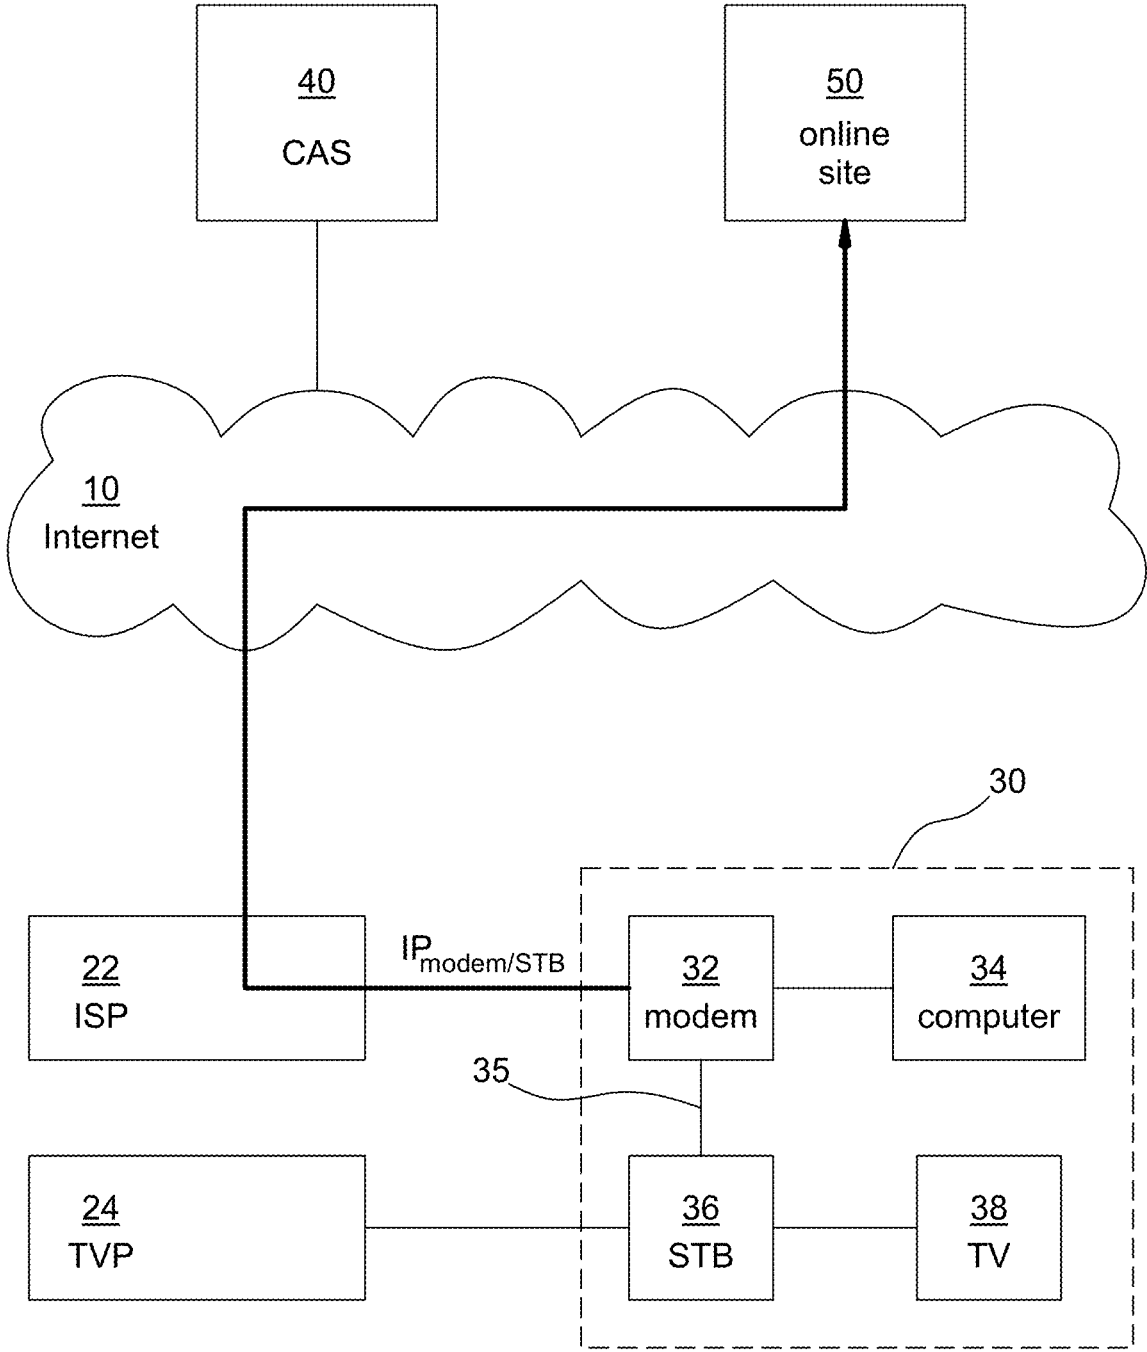 40
CAS
50
online
site
10
Internet
30
22
ISP
IPmodem/STB
32
modem
34
computer
35
24
TVP
36
STB
38
TV